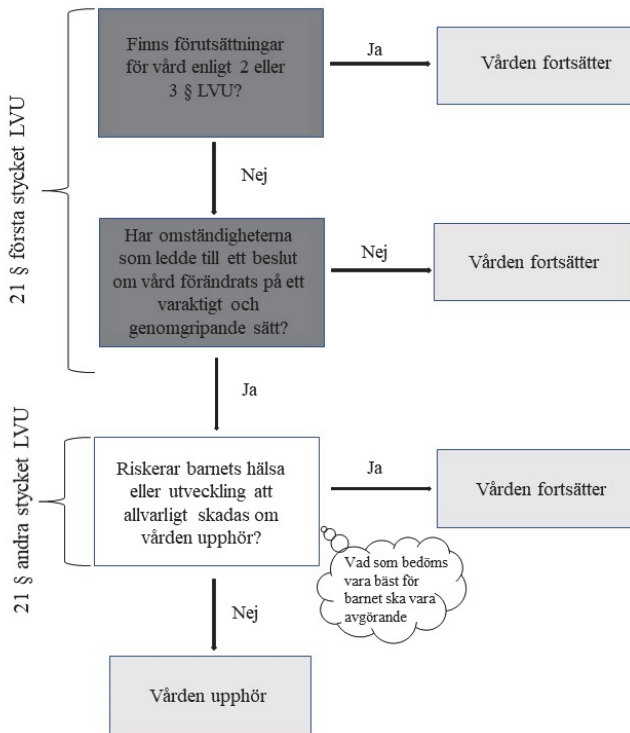 Finns förutsättningar
för vård enligt 2 eller
3 § LVU?
Ja
Vården fortsätter
21 § första stycket LVU
Nej
Har omständigheterna
som ledde till ett beslut
om vård förändrats på ett
varaktigt och
genomgripande sätt?
Nej
Vården fortsätter
Ja
21 § andra stycket LVU
Riskerar barnets hälsa
eller utveckling att
allvarligt skadas om
vården upphör?
Ja
Vården fortsätter
Vad som bedöms
vara bäst för
barnet ska vara
avgörande
Nej
Vården upphör